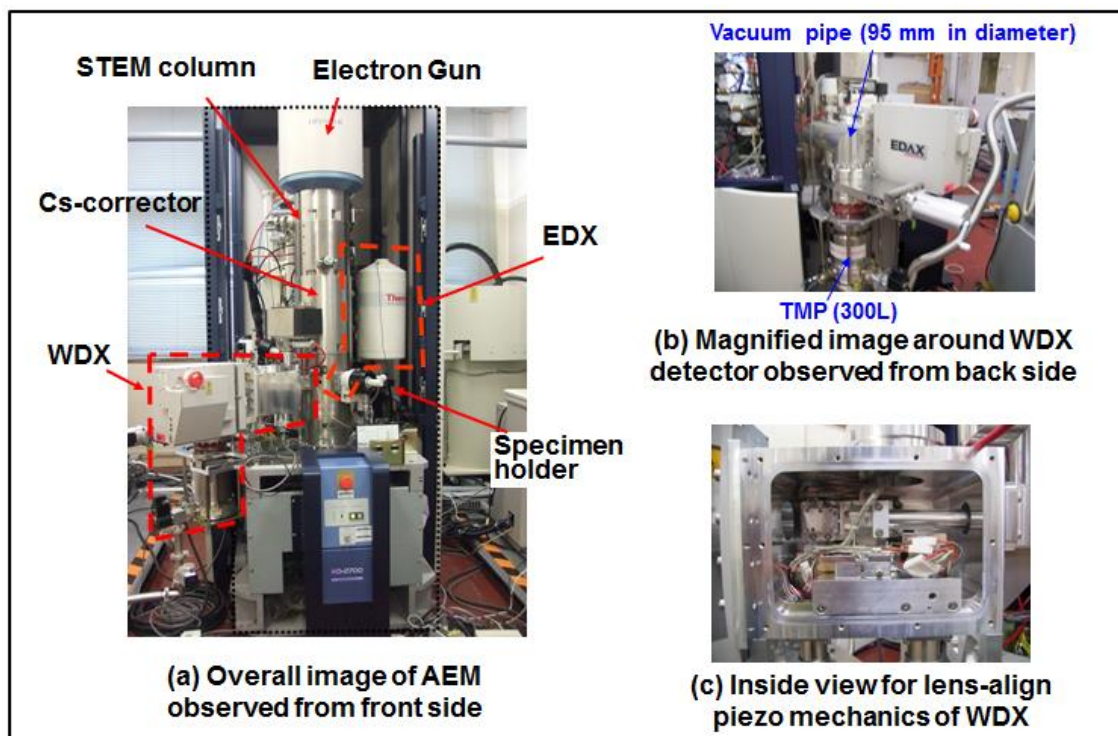 STEM column
Electron Gun
Cs-corrector
EDX
WDX
Specimen
holder
(a) Overall image of AEM
observed from front side
Vacuum pipe (95 mm in diameter)
EDAX
TMP (300L)
(b) Magnified image around WDX
detector observed from back side
(c) Inside view for lens-align
piezo mechanics of WDX